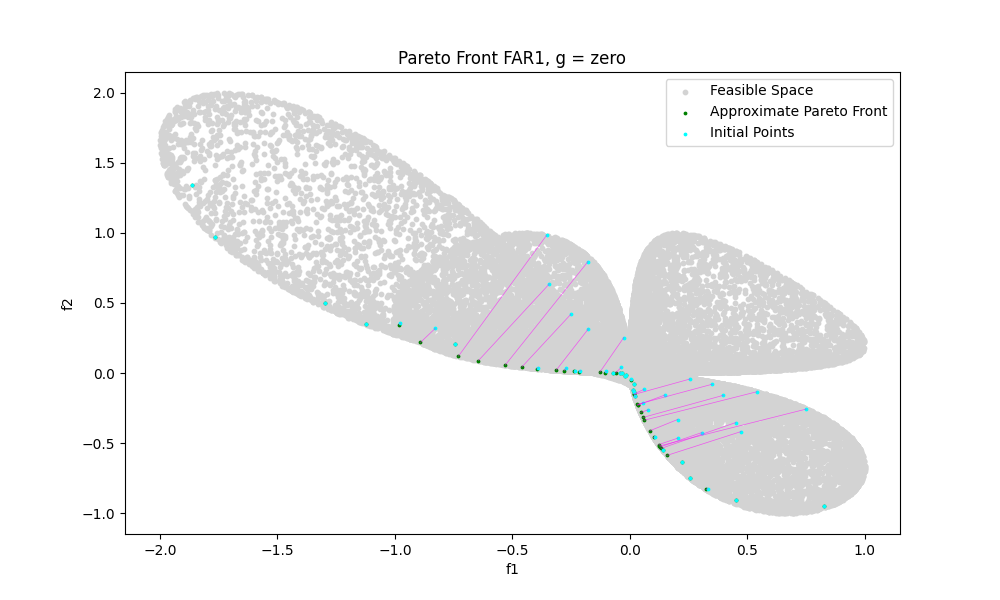 Pareto Front FAR1, g = zero
Feasible Space
Approximate Pareto Front
Initial Points
f2
2.0
1.5
1.0
0.5
0.0
−0.5
−1.0
−2.0 −1.5 −1.0 −0.5 0.0 0.5 1.0
f1